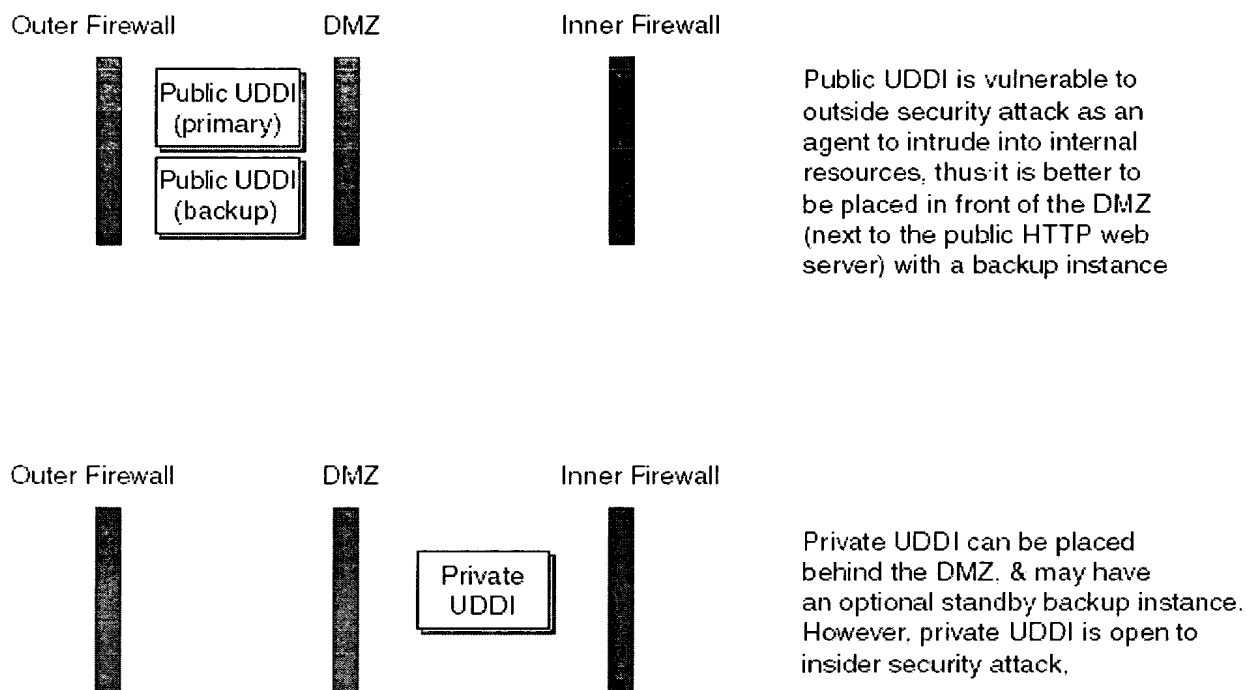 Outer Firewall DMZ Inner Firewall
Public UDDI
(primary)
Public UDDI
(backup)
Public UDDI is vulnerable to
outside security attack as an
agent to intrude into internal
resources, thus it is better to
be placed in front of the DMZ
(next to the public HTTP web
server) with a backup instance
Outer Firewall DMZ Inner Firewall
Private
UDDI
Private UDDI can be placed
behind the DMZ, & may have
an optional standby backup instance.
However, private UDDI is open to
insider security attack,